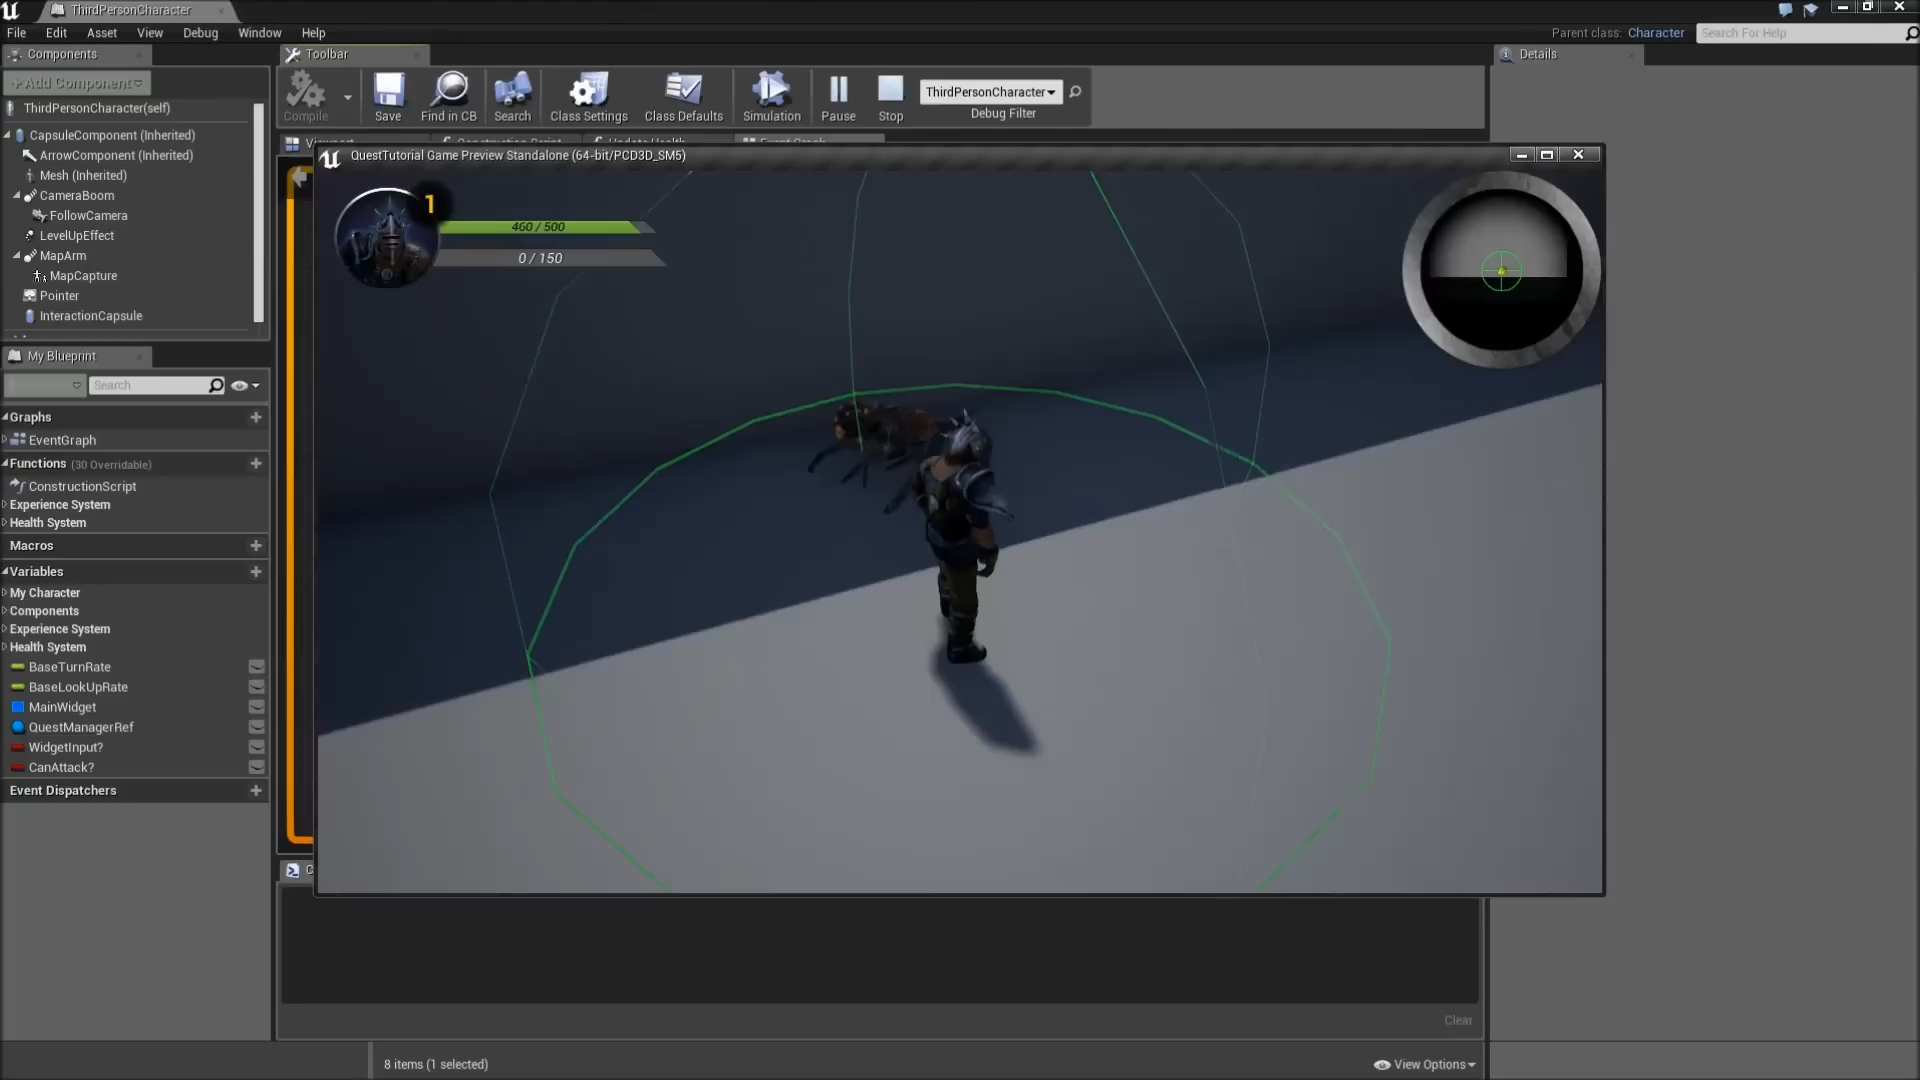 ThirdPersonCharacter
File Edit Asset View Debug Window Help
Parent class: Character
Search For Help
Components
Toolbar
Details
+Add Component
ThirdPersonCharacter(self)
CapsuleComponent (Inherited)
ArrowComponent (Inherited)
Mesh (Inherited)
CameraBoom
FollowCamera
LevelUpEffect
MapArm
MapCapture
Pointer
InteractionCapsule
Compile
Save
Find in CB
Search
Class Settings
Class Defaults
Simulation
Pause
Stop
ThirdPersonCharacter
Debug Filter
QuestTutorial Game Preview Standalone (64-bit/PCD3D_SM5)
1
460 / 500
0 / 150
My Blueprint
Search
Graphs
EventGraph
Functions (30 Overridable)
ConstructionScript
Experience System
Health System
Macros
Variables
My Character
Components
Experience System
Health System
BaseTurnRate
BaseLookUpRate
MainWidget
QuestManagerRef
WidgetInput?
CanAttack?
Event Dispatchers
Clear
8 items (1 selected)
View Options